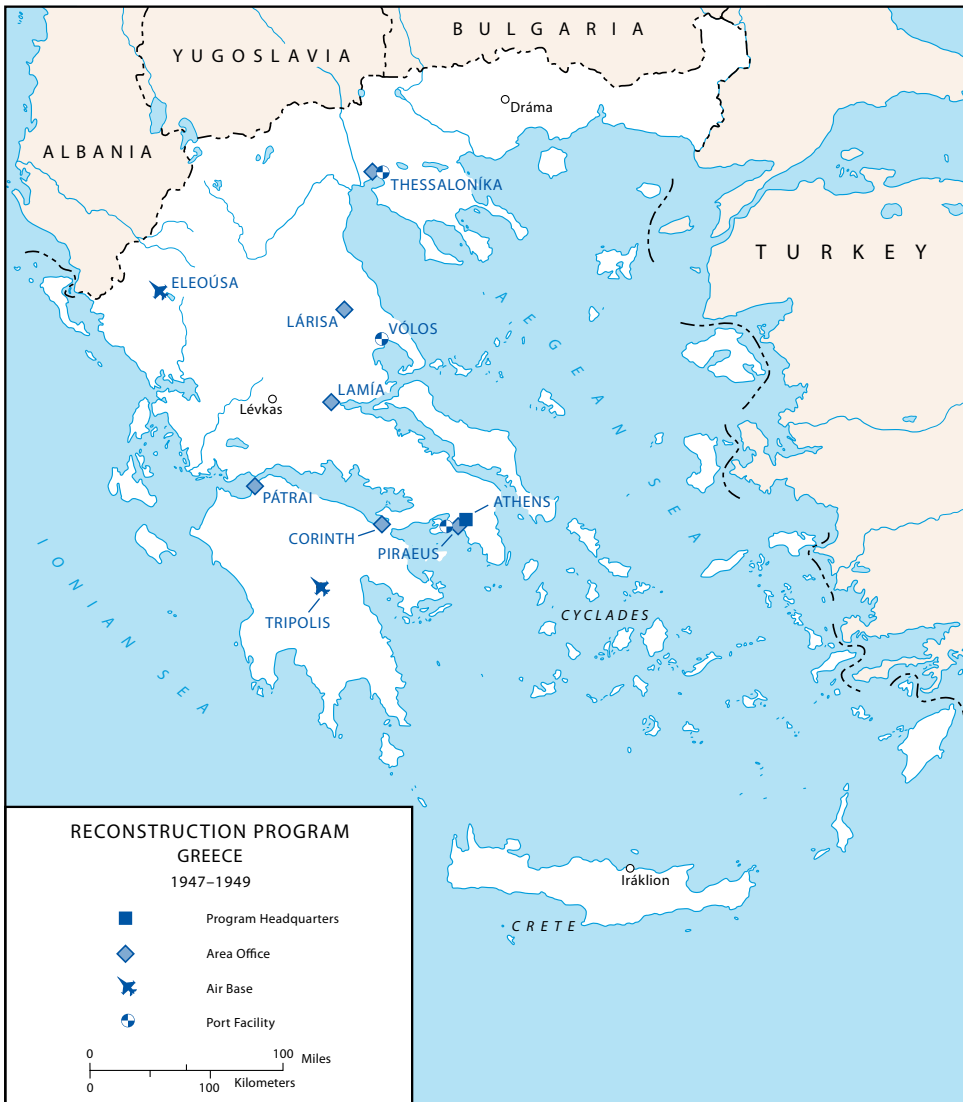 BULGARIA
YUGOSLAVIA
Dráma
ALBANIA
THESSALONÍKA
TURKEY
ELEOÚSA
AEGEAN SEA
LÁRISA
VÓLOS
LAMÍA
Lévkas
PÁTRAI
ATHENS
CORINTH
PIRAEUS
IONIAN SEA
TRIPOLIS
CYCLADES
RECONSTRUCTION PROGRAM
GREECE
1947–1949
Iráklion
CRETE
Program Headquarters
Area Office
Air Base
Port Facility
0 100 Miles
0 100 Kilometers